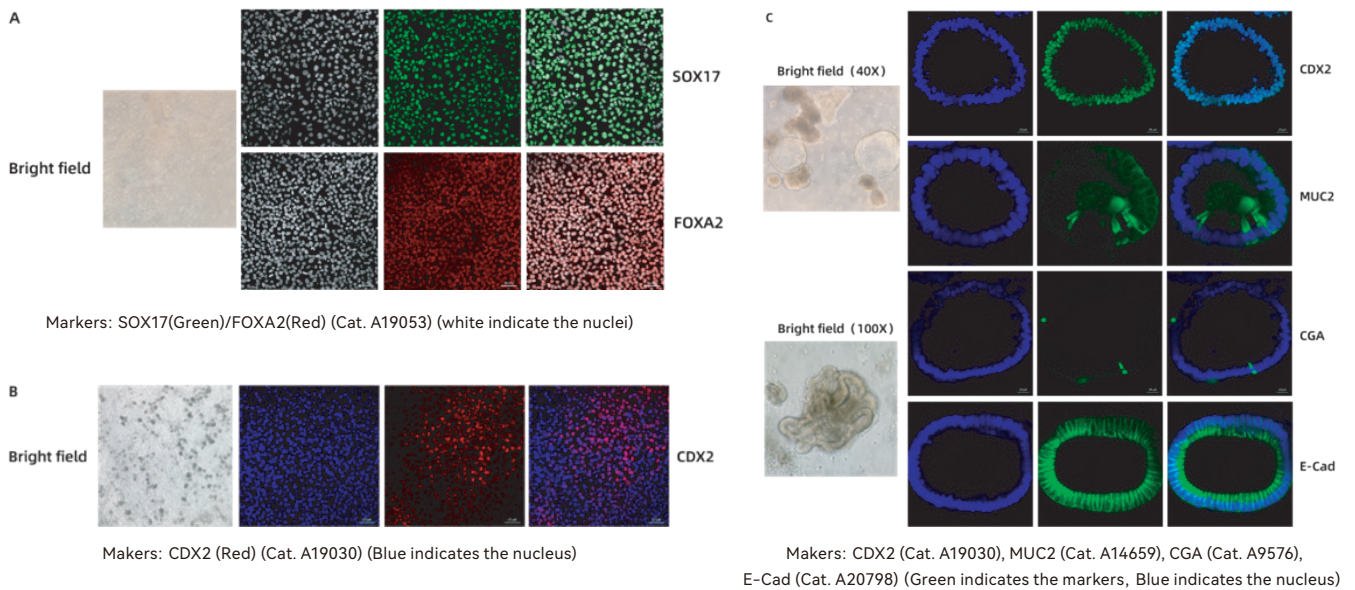 A
SOX17
Bright field
FOXA2
Markers: SOX17(Green)/FOXA2(Red) (Cat. A19053) (white indicate the nuclei)
B
Bright field
CDX2
Makers: CDX2 (Red) (Cat. A19030) (Blue indicates the nucleus)
C
Bright field (40X)
CDX2
MUC2
Bright field (100X)
CGA
E-Cad
Makers: CDX2 (Cat. A19030), MUC2 (Cat. A14659), CGA (Cat. A9576),
E-Cad (Cat. A20798) (Green indicates the markers, Blue indicates the nucleus)